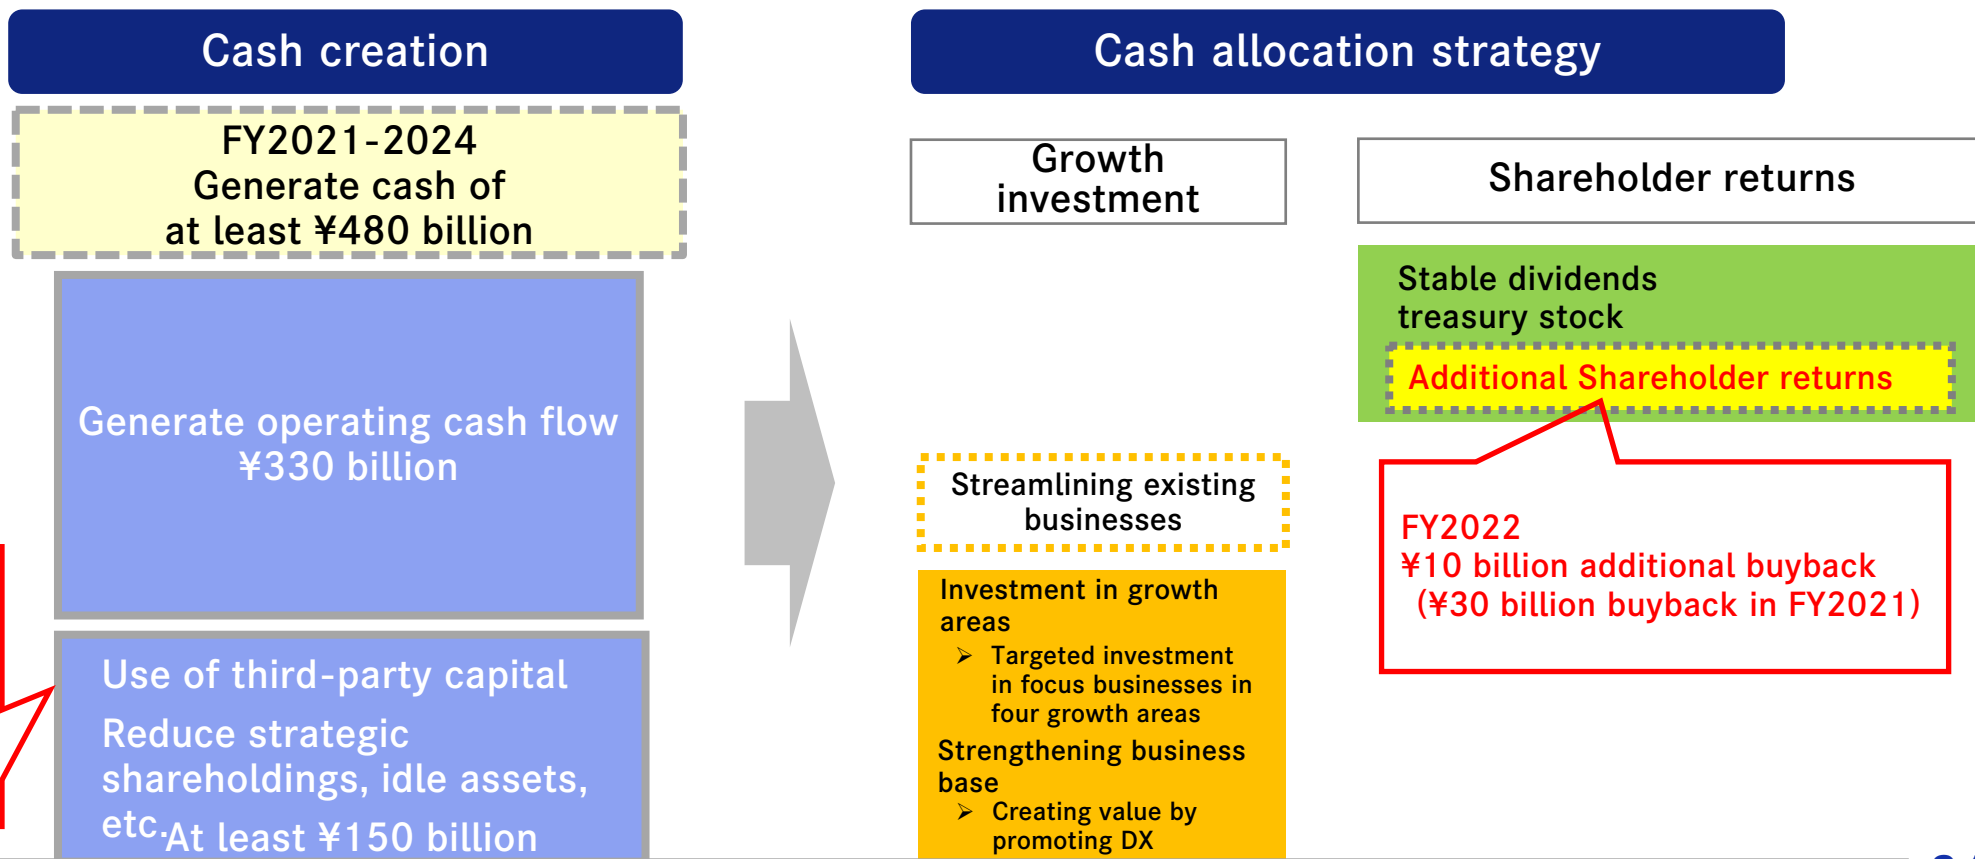 Cash creation
FY2021-2024
Generate cash of
at least ¥480 billion
Generate operating cash flow
¥330 billion
Use of third-party capital
Reduce strategic
shareholdings, idle assets,
etc.
At least ¥150 billion
Cash allocation strategy
Growth
investment
Streamlining existing
businesses
Investment in growth
areas
➢ Targeted investment
in focus businesses in
four growth areas
Strengthening business
base
➢ Creating value by
promoting DX
Shareholder returns
Stable dividends
treasury stock
Additional Shareholder returns
FY2022
¥10 billion additional buyback
(¥30 billion buyback in FY2021)